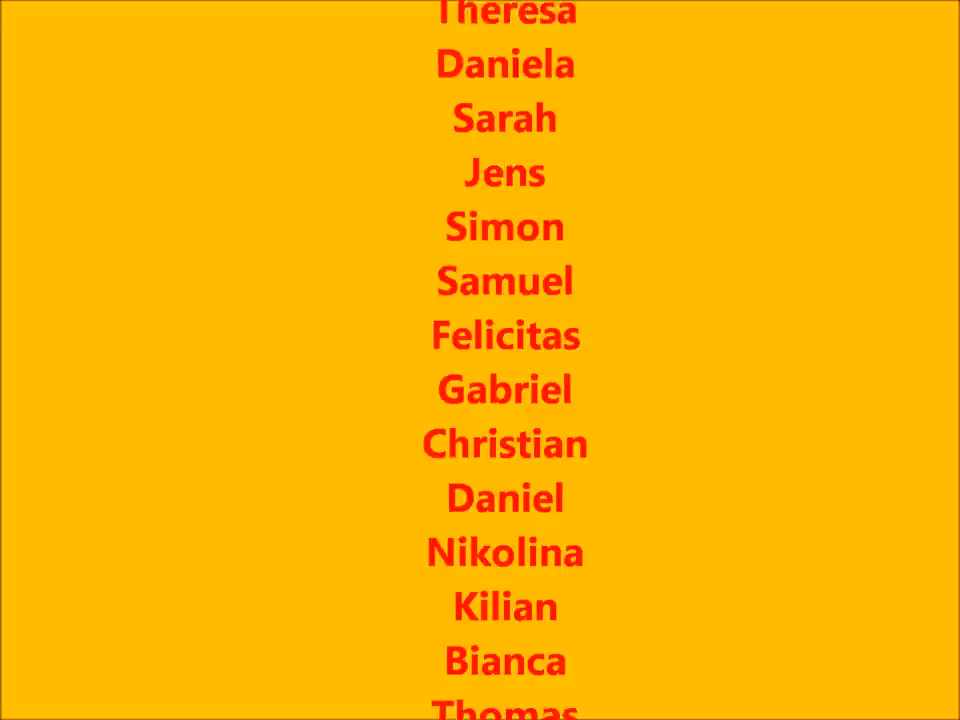 Theresa
Daniela
Sarah
Jens
Simon
Samuel
Felicitas
Gabriel
Christian
Daniel
Nikolina
Kilian
Bianca
Thomas